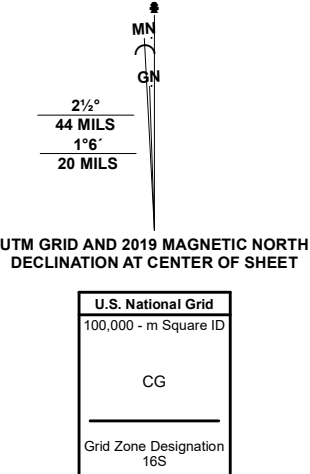 MN
GN
2½°
44 MILS
1°6´
20 MILS
UTM GRID AND 2019 MAGNETIC NORTH
DECLINATION AT CENTER OF SHEET
U.S. National Grid
100,000 - m Square ID
CG
Grid Zone Designation
16S